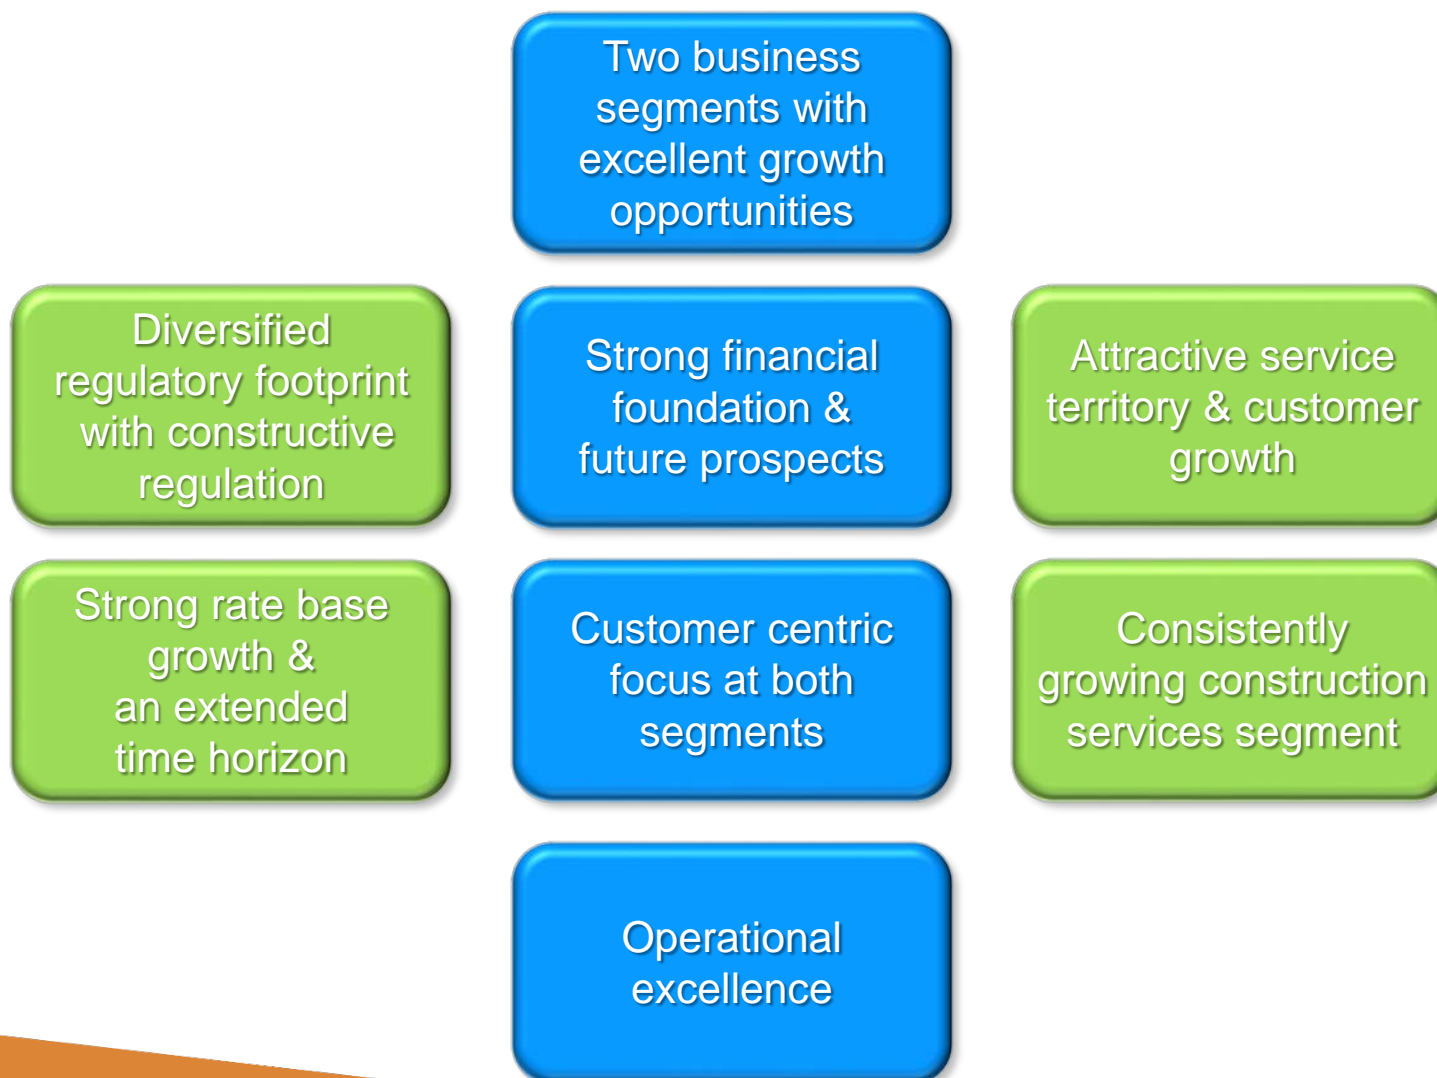 Two business
segments with
excellent growth
opportunities
Diversified
regulatory footprint
with constructive
regulation
Strong financial
foundation &
future prospects
Attractive service
territory & customer
growth
Strong rate base
growth &
an extended
time horizon
Customer centric
focus at both
segments
Consistently
growing construction
services segment
Operational
excellence